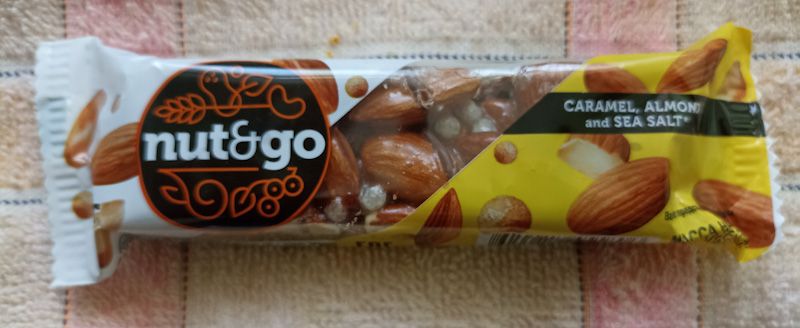 nut&go
CARAMEL, ALMOND
and SEA SALT*